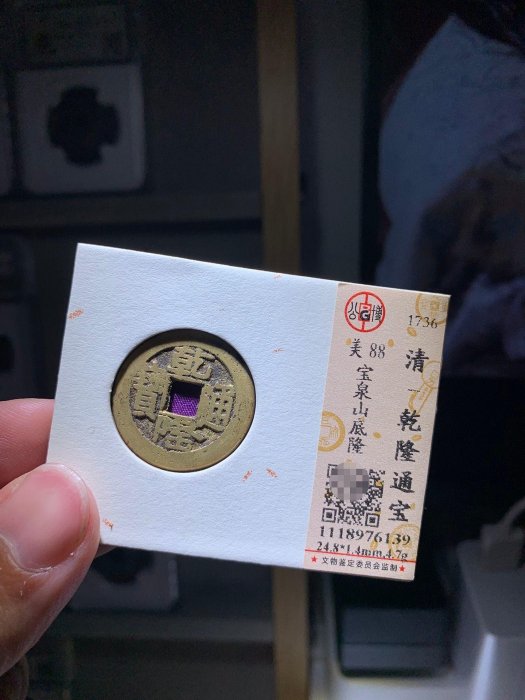 乾隆通寶
公博
1736
清—乾隆通宝
美 88
宝泉山底隆
1118976139
24.8*1.4mm,4.7g
★文物鉴定委员会监制★